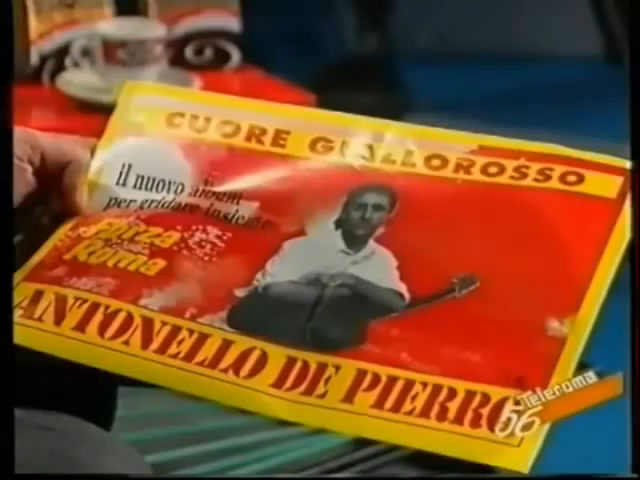 CUORE GIALLOROSSO
il nuovo album
per gridare insieme
forza
Roma
ANTONELLO DE PIERRO
Teleroma
56